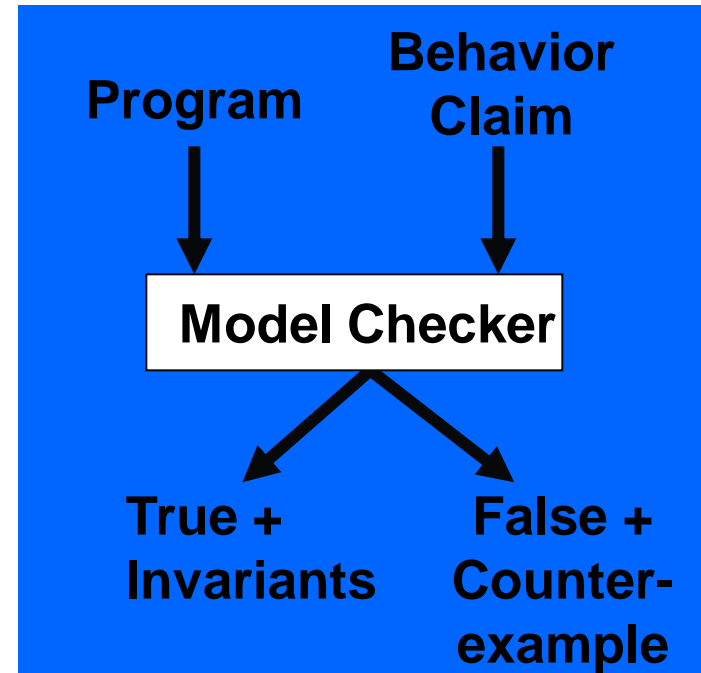 Program
Behavior
Claim
Model Checker
True +
Invariants
False +
Counter-
example